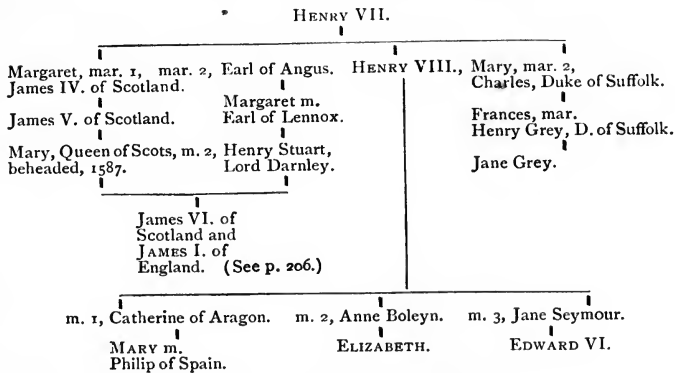 HENRY VII.
Margaret, mar. 1, mar. 2, Earl of Angus. HENRY VIII., Mary, mar. 2,
James IV. of Scotland. Charles, Duke of Suffolk.
Margaret m. Frances, mar.
James V. of Scotland. Earl of Lennox. Henry Grey, D. of Suffolk.
Mary, Queen of Scots, m. 2, Henry Stuart, Jane Grey.
beheaded, 1587. Lord Darnley.
James VI. of
Scotland and
JAMES I. of
England. (See p. 206.)
m. 1, Catherine of Aragon. m. 2, Anne Boleyn. m. 3, Jane Seymour.
MARY m. ELIZABETH. EDWARD VI.
Philip of Spain.